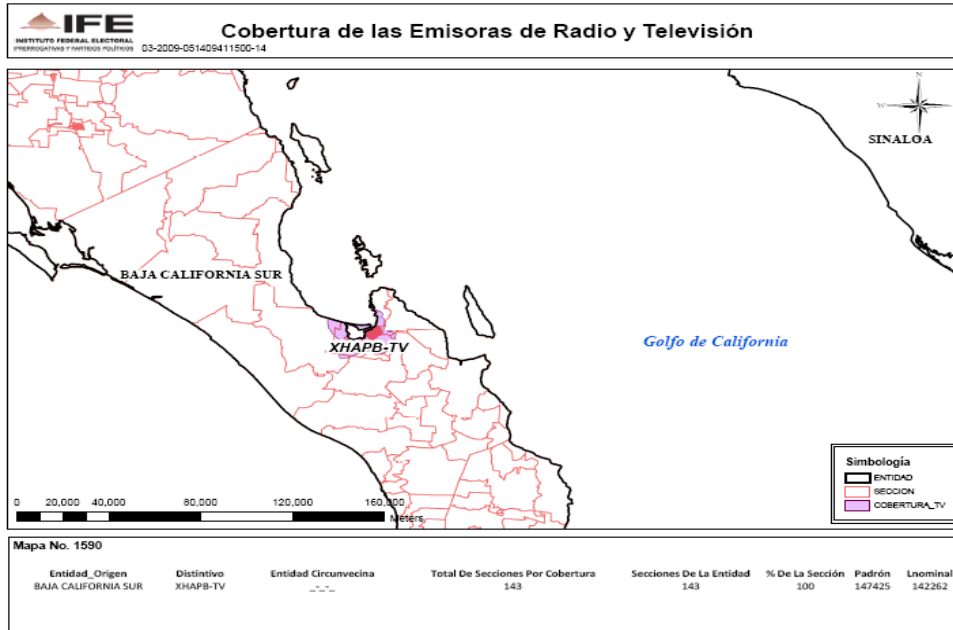 IFE
INSTITUTO FEDERAL ELECTORAL
PRERROGATIVAS Y PARTIDOS POLÍTICOS
03-2009-051409411500-14
Cobertura de las Emisoras de Radio y Televisión
N
W
SINALOA
BAJA CALIFORNIA SUR
XHAPB-TV
Golfo de California
Simbología
ENTIDAD
SECCION
COBERTURA_TV
0 20,000 40,000 80,000 120,000 160,000
Meters
Mapa No. 1590
Entidad_Origen Distintivo Entidad Circunvecina Total De Secciones Por Cobertura Secciones De La Entidad % De La Sección Padrón Lnominal
BAJA CALIFORNIA SUR XHAPB-TV _-_-_ 143 143 100 147425 142262